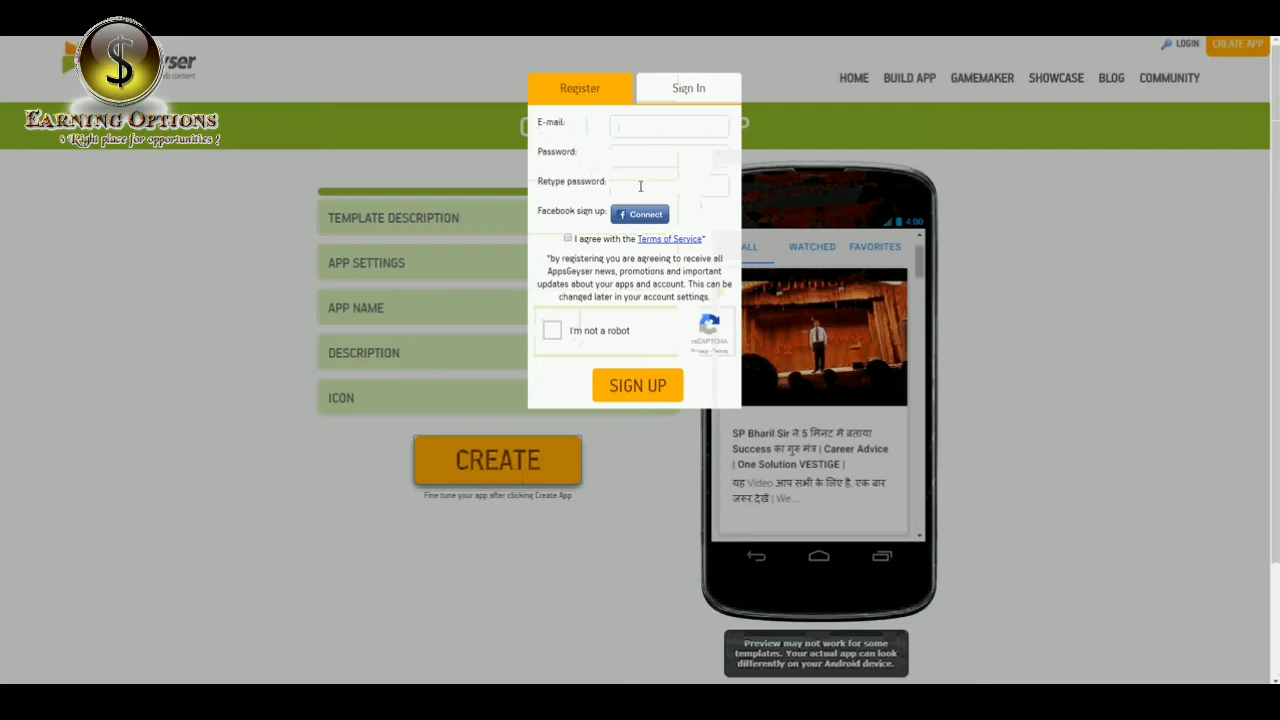 $
EARNING OPTIONS
Right place for opportunities !
LOGIN
CREATE APP
HOME
BUILD APP
GAMEMAKER
SHOWCASE
BLOG
COMMUNITY
Register
Sign In
E-mail:
Password:
Retype password:
Facebook sign up:
f Connect
I agree with the Terms of Service*
*by registering you are agreeing to receive all
AppsGeyser news, promotions and important
updates about your apps and account. This can be
changed later in your account settings.
I'm not a robot
reCAPTCHA
Privacy - Terms
SIGN UP
TEMPLATE DESCRIPTION
APP SETTINGS
APP NAME
DESCRIPTION
ICON
CREATE
Fine tune your app after clicking Create App
4:00
WATCHED
FAVORITES
SP Bharil Sir ने 5 मिनट में बताया
Success का गुरु मंत्र | Career Advice
| One Solution VESTIGE |
यह Video आप सभी के लिए है, एक बार
जरूर देखें | We ...
Preview may not work for some
templates. Your actual app can look
differently on your Android device.